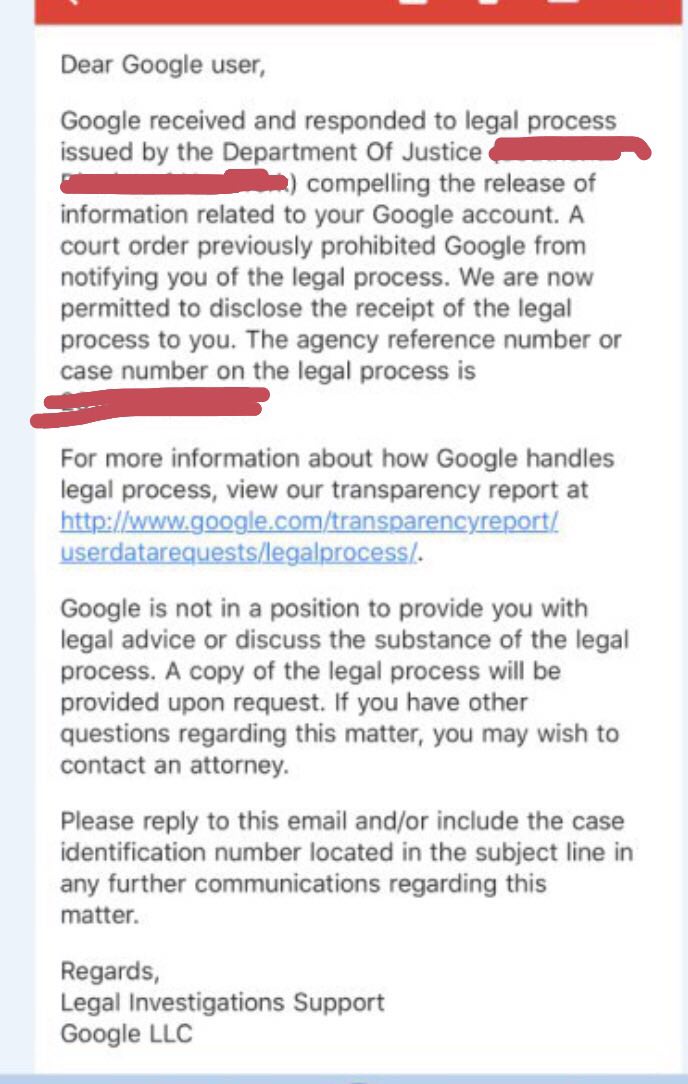 Dear Google user,
Google received and responded to legal process
issued by the Department Of Justice
) compelling the release of
information related to your Google account. A
court order previously prohibited Google from
notifying you of the legal process. We are now
permitted to disclose the receipt of the legal
process to you. The agency reference number or
case number on the legal process is
For more information about how Google handles
legal process, view our transparency report at
http://www.google.com/transparencyreport/
userdatarequests/legalprocess/.
Google is not in a position to provide you with
legal advice or discuss the substance of the legal
process. A copy of the legal process will be
provided upon request. If you have other
questions regarding this matter, you may wish to
contact an attorney.
Please reply to this email and/or include the case
identification number located in the subject line in
any further communications regarding this
matter.
Regards,
Legal Investigations Support
Google LLC